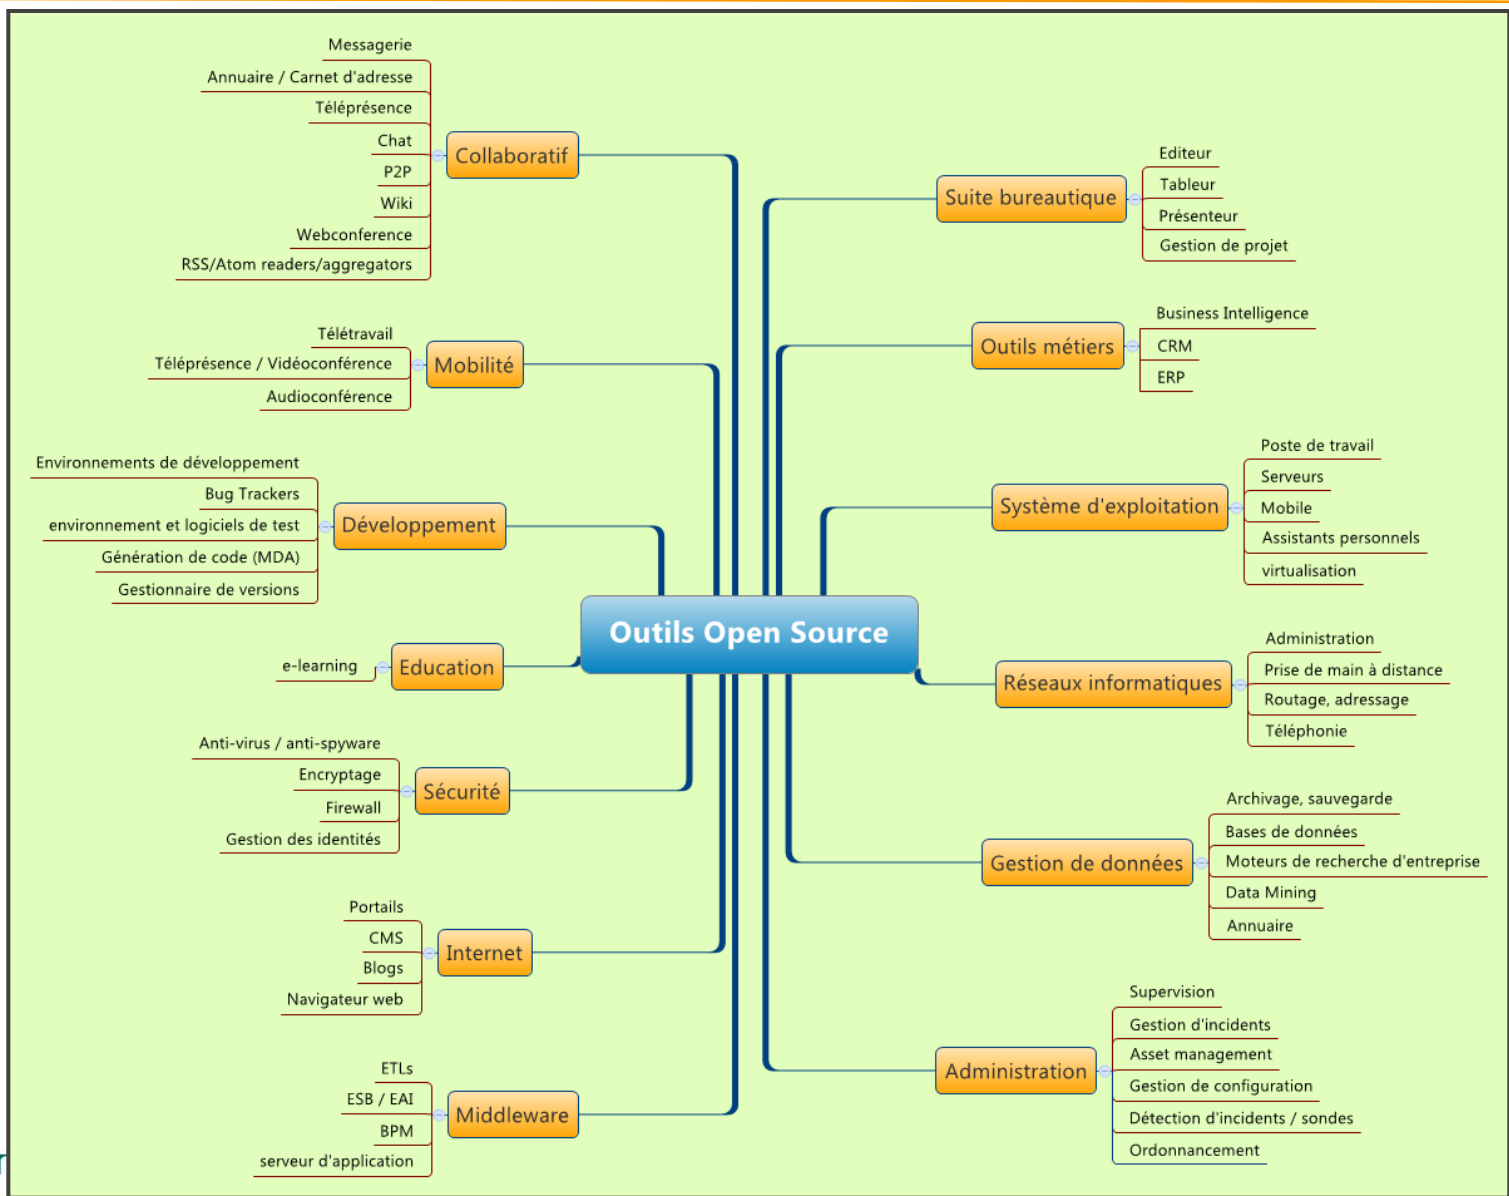 Messagerie
Annuaire / Carnet d'adresse
Téléprésence
Chat
P2P
Wiki
Webconference
RSS/Atom readers/aggregators
Collaboratif
Télétravail
Téléprésence / Vidéoconférence
Audioconférence
Mobilité
Environnements de développement
Bug Trackers
environnement et logiciels de test
Génération de code (MDA)
Gestionnaire de versions
Développement
e-learning
Education
Anti-virus / anti-spyware
Encryptage
Firewall
Gestion des identités
Sécurité
Portails
CMS
Blogs
Navigateur web
Internet
ETLs
ESB / EAI
BPM
serveur d'application
Middleware
Outils Open Source
Suite bureautique
Editeur
Tableur
Présenteur
Gestion de projet
Outils métiers
Business Intelligence
CRM
ERP
Système d'exploitation
Poste de travail
Serveurs
Mobile
Assistants personnels
virtualisation
Réseaux informatiques
Administration
Prise de main à distance
Routage, adressage
Téléphonie
Gestion de données
Archivage, sauvegarde
Bases de données
Moteurs de recherche d'entreprise
Data Mining
Annuaire
Administration
Supervision
Gestion d'incidents
Asset management
Gestion de configuration
Détection d'incidents / sondes
Ordonnancement